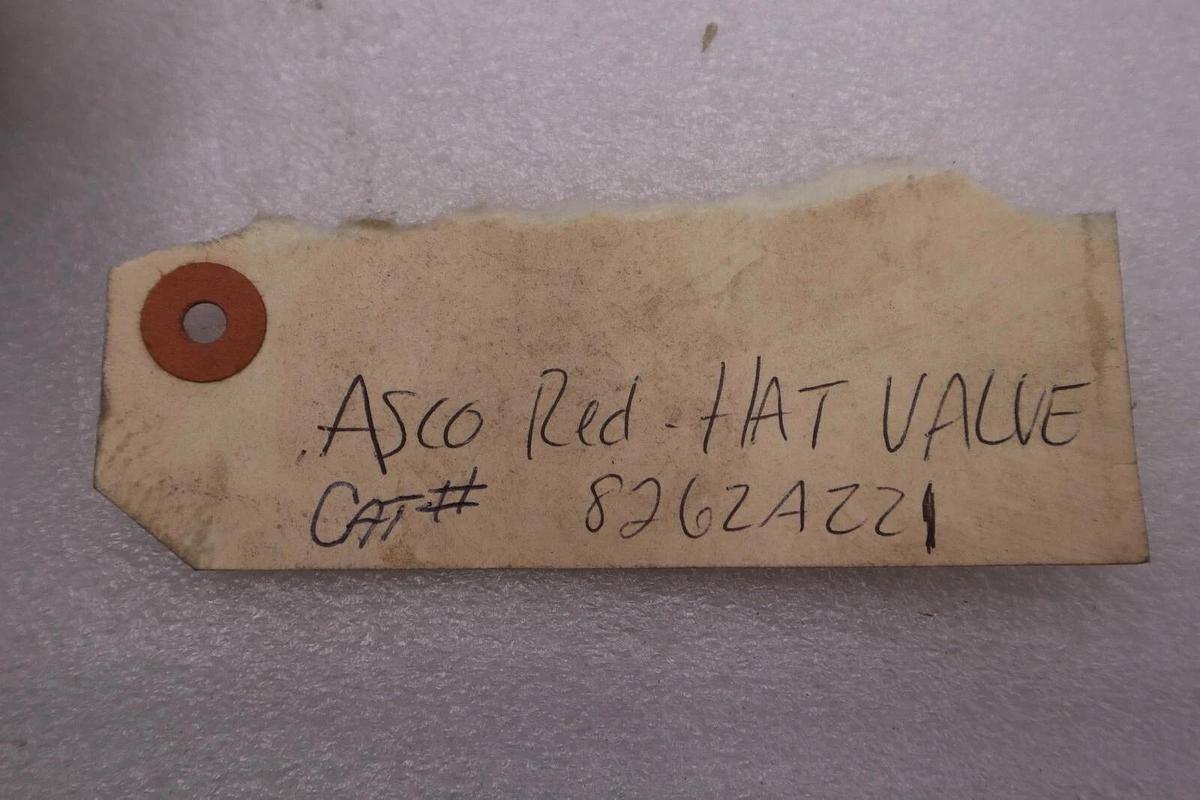 ASCO Red-HAT VALVE
CAT# 8262A221